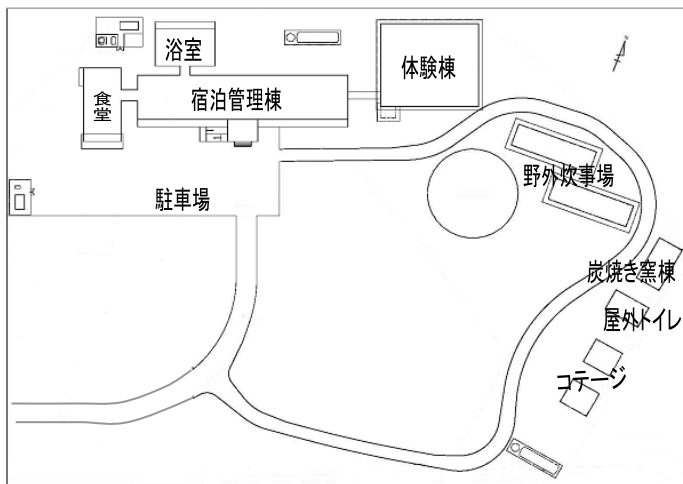 浴室
体験棟
食堂
宿泊管理棟
野外炊事場
駐車場
炭焼き窯棟
屋外トイレ
コテージ